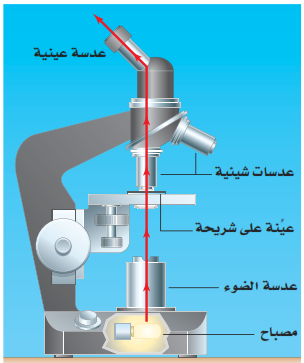 عدسة عينية
عدسات شيئية
عيّنة على شريحة
عدسة الضوء
مصباح